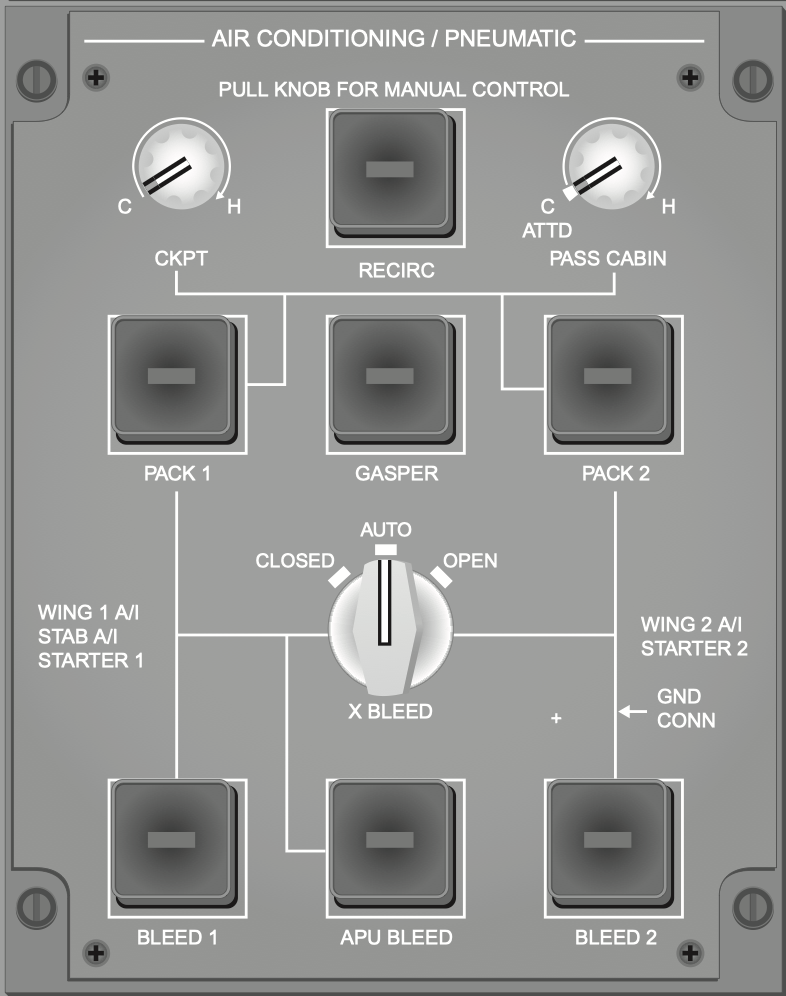 AIR CONDITIONING / PNEUMATIC
PULL KNOB FOR MANUAL CONTROL
C H
C H
ATTD
CKPT
RECIRC
PASS CABIN
PACK 1
GASPER
PACK 2
AUTO
CLOSED
OPEN
WING 1 A/I
STAB A/I
STARTER 1
WING 2 A/I
STARTER 2
X BLEED
+
GND
CONN
BLEED 1
APU BLEED
BLEED 2